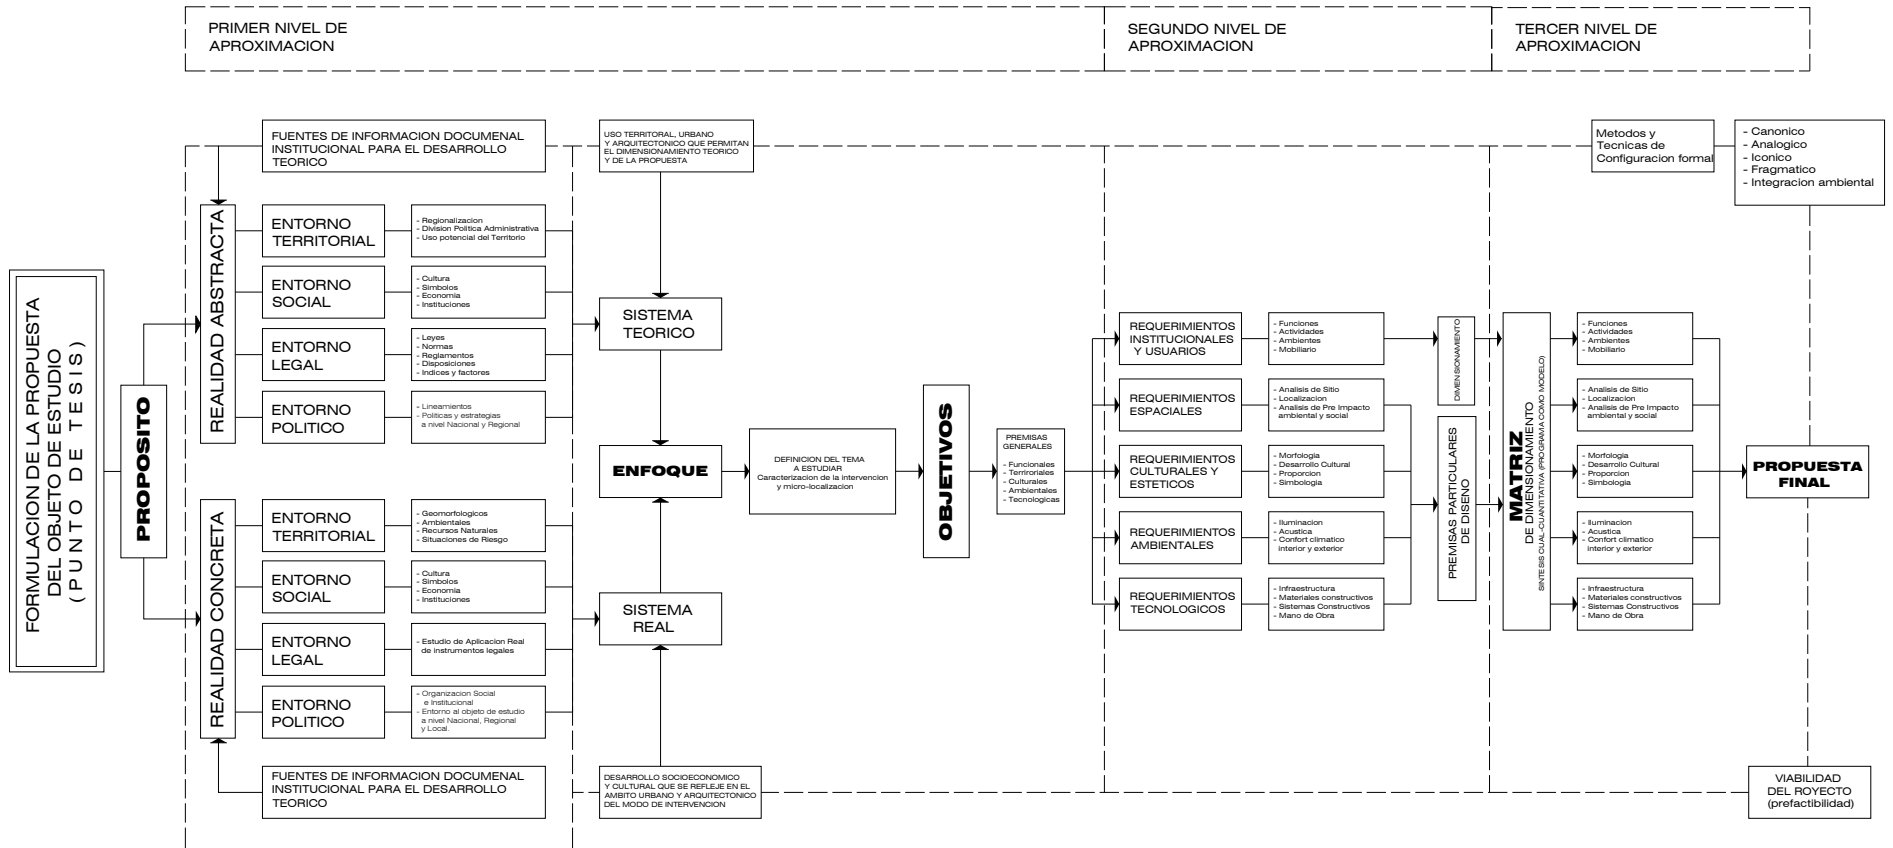 PRIMER NIVEL DE
APROXIMACION
SEGUNDO NIVEL DE
APROXIMACION
TERCER NIVEL DE
APROXIMACION
FORMULACION DE LA PROPUESTA
DEL OBJETO DE ESTUDIO
(PUNTO DE TESIS)
PROPOSITO
FUENTES DE INFORMACION DOCUMENAL
INSTITUCIONAL PARA EL DESARROLLO
TEORICO
REALIDAD ABSTRACTA
ENTORNO
TERRITORIAL
- Regionalizacion
- Division Politica Administrativa
- Uso potencial del Territorio
ENTORNO
SOCIAL
- Cultura
- Simbolos
- Economia
- Instituciones
ENTORNO
LEGAL
- Leyes
- Normas
- Reglamentos
- Disposiciones
- Indices y factores
ENTORNO
POLITICO
- Lineamientos
- Politicas y estrategias
a nivel Nacional y Regional
REALIDAD CONCRETA
ENTORNO
TERRITORIAL
- Geomorfologicos
- Ambientales
- Recursos Naturales
- Situaciones de Riesgo
ENTORNO
SOCIAL
- Cultura
- Simbolos
- Economia
- Instituciones
ENTORNO
LEGAL
- Estudio de Aplicacion Real
de instrumentos legales
ENTORNO
POLITICO
- Organizacion Social
e Institucional
- Entorno al objeto de estudio
a nivel Nacional, Regional
y Local.
FUENTES DE INFORMACION DOCUMENAL
INSTITUCIONAL PARA EL DESARROLLO
TEORICO
USO TERRITORAL, URBANO
Y ARQUITECTONICO QUE PERMITAN
EL DIMENSIONAMIENTO TEORICO
Y DE LA PROPUESTA
SISTEMA
TEORICO
ENFOQUE
SISTEMA
REAL
DESARROLLO SOCIOECONOMICO
Y CULTURAL QUE SE REFLEJE EN EL
AMBITO URBANO Y ARQUITECTONICO
DEL MODO DE INTERVENCION
DEFINICION DEL TEMA
A ESTUDIAR
Caracterizacion de la intervencion
y micro-localizacion
OBJETIVOS
PREMISAS
GENERALES
- Funcionales
- Terriroriales
- Culturales
- Ambientales
- Tecnologicas
REQUERIMIENTOS
INSTITUCIONALES
Y USUARIOS
- Funciones
- Actividades
- Ambientes
- Mobiliario
REQUERIMIENTOS
ESPACIALES
- Analisis de Sitio
- Localizacion
- Analisis de Pre Impacto
ambiental y social
REQUERIMIENTOS
CULTURALES Y
ESTETICOS
- Morfologia
- Desarrollo Cultural
- Proporcion
- Simbologia
REQUERIMIENTOS
AMBIENTALES
- Iluminacion
- Acustica
- Confort climatico
interior y exterior
REQUERIMIENTOS
TECNOLOGICOS
- Infraestructura
- Materiales constructivos
- Sistemas Constructivos
- Mano de Obra
DIMENSIONAMIENTO
PREMISAS PARTICULARES
DE DISENO
MATRIZ
DE DIMENSIONAMIENTO
SINTESIS CUAL-CUANTITATIVA (PROGRAMA COMO MODELO)
- Funciones
- Actividades
- Ambientes
- Mobiliario
- Analisis de Sitio
- Localizacion
- Analisis de Pre Impacto
ambiental y social
- Morfologia
- Desarrollo Cultural
- Proporcion
- Simbologia
- Iluminacion
- Acustica
- Confort climatico
interior y exterior
- Infraestructura
- Materiales constructivos
- Sistemas Constructivos
- Mano de Obra
Metodos y
Tecnicas de
Configuracion formal
- Canonico
- Analogico
- Iconico
- Fragmatico
- Integracion ambiental
PROPUESTA
FINAL
VIABILIDAD
DEL ROYECTO
(prefactibilidad)